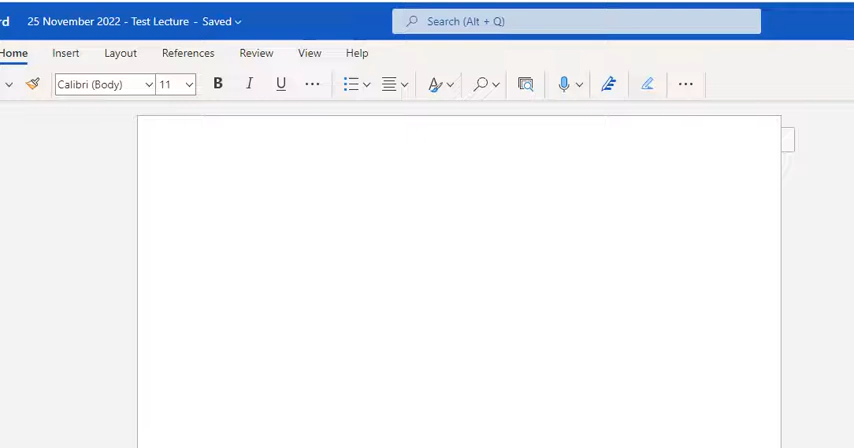 rd 25 November 2022 - Test Lecture - Saved Search (Alt + Q)
Home Insert Layout References Review View Help
Calibri (Body) 11 B I U